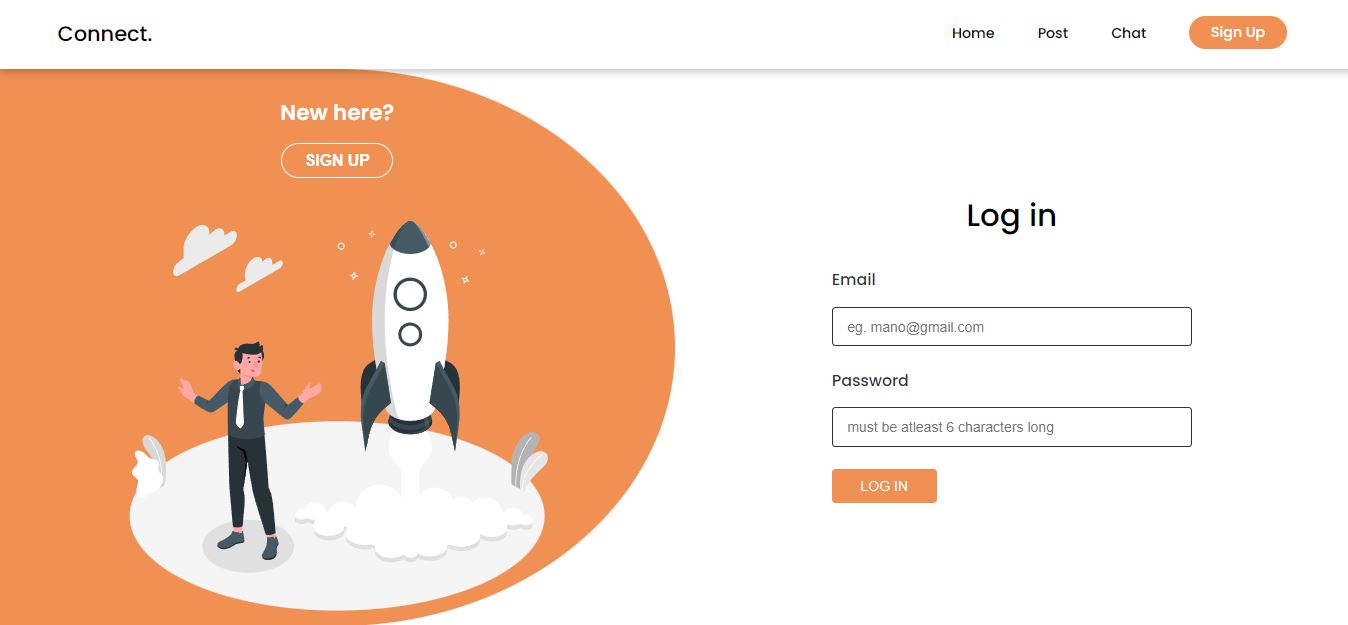 Connect.
Home Post Chat Sign Up
New here?
SIGN UP
Log in
Email
eg. mano@gmail.com
Password
must be atleast 6 characters long
LOG IN